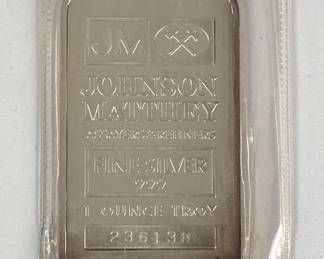 JM
JOHNSON
MATTHEY
ASSAYERS & REFINERS
FINE SILVER
999
1 OUNCE TROY
236138